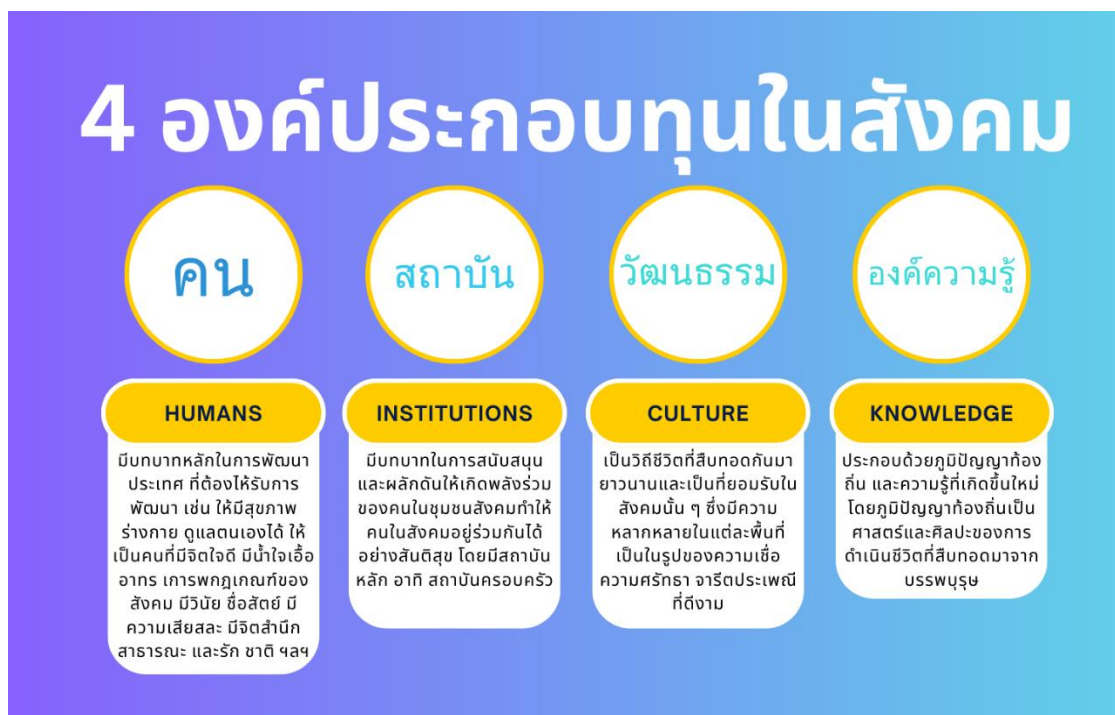 4 องค์ประกอบทุนในสังคม
คน
สถาบัน
วัฒนธรรม
องค์ความรู้
HUMANS
มีบทบาทหลักในการพัฒนา
ประเทศ ที่ต้องให้รับการ
พัฒนา เช่น ให้มีสุขภาพ
ร่างกาย ดูแลตนเองได้ ให้
เป็นคนที่มีจิตใจดี มีน้ำใจเอื้อ
อาทร เการพกฎเกณฑ์ของ
สังคม มีวินัย ซื่อสัตย์ มี
ความเสียสละ มีจิตสำนึก
สาธารณะ และรัก ชาติ ฯลฯ
INSTITUTIONS
มีบทบาทในการสนับสนุน
และผลักดันให้เกิดพลังร่วม
ของคนในชุมชนสังคมทำให้
คนในสังคมอยู่ร่วมกันได้
อย่างสันติสุข โดยมีสถาบัน
หลัก อาทิ สถาบันครอบครัว
CULTURE
เป็นวิถีชีวิตที่สืบทอดกันมา
ยาวนานและเป็นที่ยอมรับใน
สังคมนั้น ๆ ซึ่งมีความ
หลากหลายในแต่ละพื้นที่
เป็นในรูปของความเชื่อ
ความศรัทธา จารีตประเพณี
ที่ดีงาม
KNOWLEDGE
ประกอบด้วยภูมิปัญญาท้อง
ถิ่น และความรู้ที่เกิดขึ้นใหม่
โดยภูมิปัญญาท้องถิ่นเป็น
ศาสตร์และศิลปะของการ
ดำเนินชีวิตที่สืบทอดมาจาก
บรรพบุรุษ